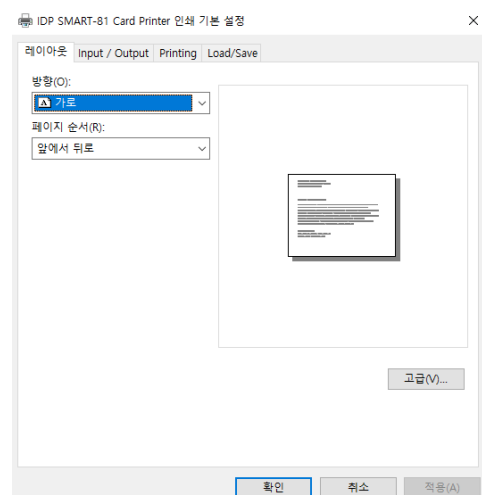 IDP SMART-81 Card Printer 인쇄 기본 설정
레이아웃 Input / Output Printing Load/Save
방향(O):
가로
페이지 순서(R):
앞에서 뒤로
고급(V)...
확인 취소 적용(A)